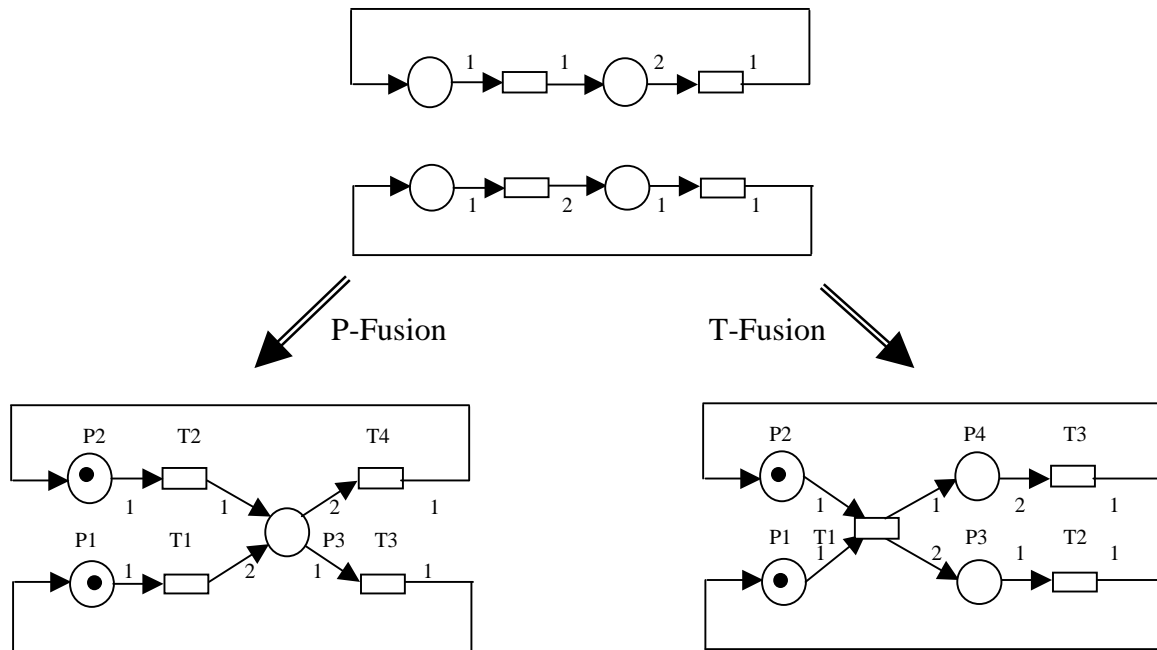 1 1 2 1
1 2 1 1
P-Fusion T-Fusion
P2 T2 T4
1 1 2 1
P1 T1 P3 T3
1 2 1 1
P2 P4 T3
1 1 2 1
P1 T1 P3 T2
1 2 1 1